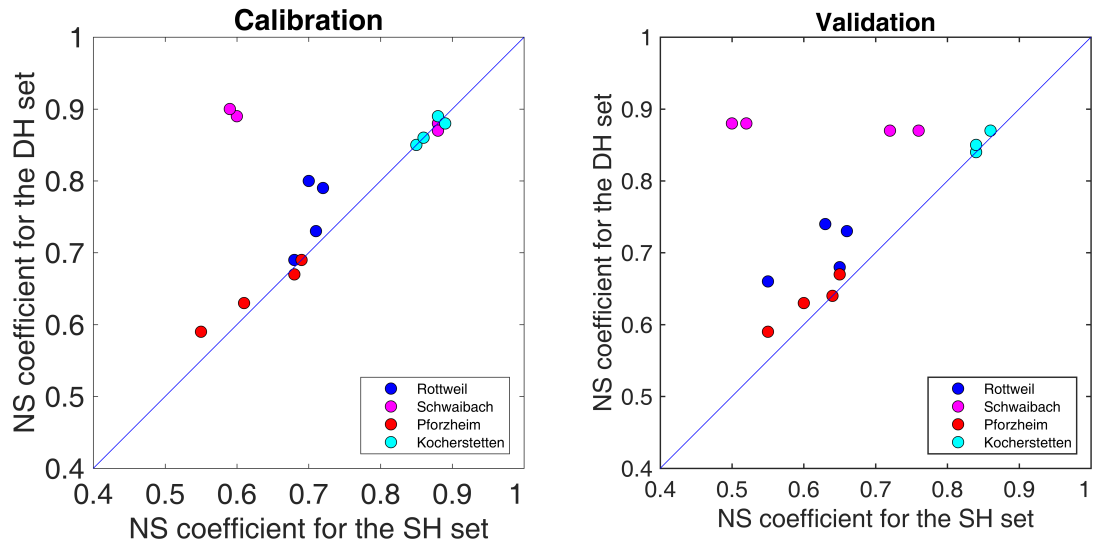 Calibration
NS coefficient for the DH set
1
0.9
0.8
0.7
0.6
0.5
0.4
0.4 0.5 0.6 0.7 0.8 0.9 1
NS coefficient for the SH set
Rottweil
Schwaibach
Pforzheim
Kocherstetten
Validation
NS coefficient for the DH set
1
0.9
0.8
0.7
0.6
0.5
0.4
0.4 0.5 0.6 0.7 0.8 0.9 1
NS coefficient for the SH set
Rottweil
Schwaibach
Pforzheim
Kocherstetten